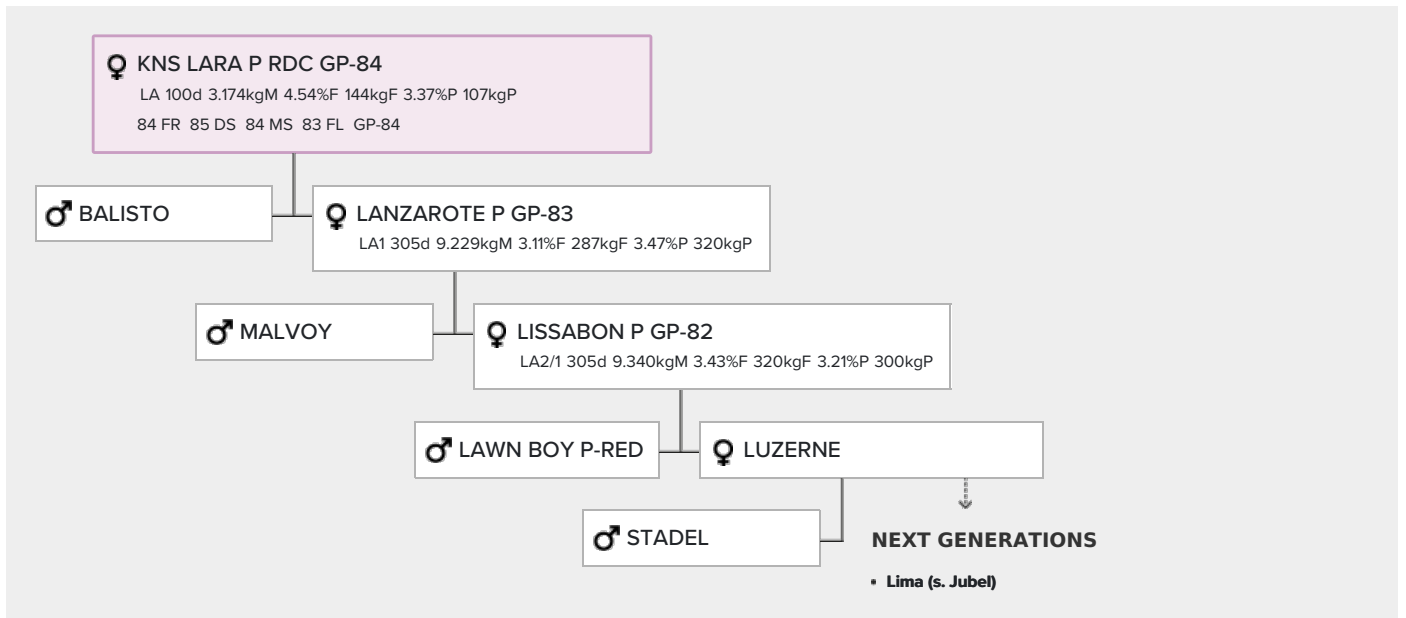 KNS LARA P RDC GP-84
LA 100d 3.174kgM 4.54%F 144kgF 3.37%P 107kgP
84 FR 85 DS 84 MS 83 FL GP-84
BALISTO
LANZAROTE P GP-83
LA1 305d 9.229kgM 3.11%F 287kgF 3.47%P 320kgP
MALVOY
LISSABON P GP-82
LA2/1 305d 9.340kgM 3.43%F 320kgF 3.21%P 300kgP
LAWN BOY P-RED
LUZERNE
STADEL
NEXT GENERATIONS
• Lima (s. Jubel)